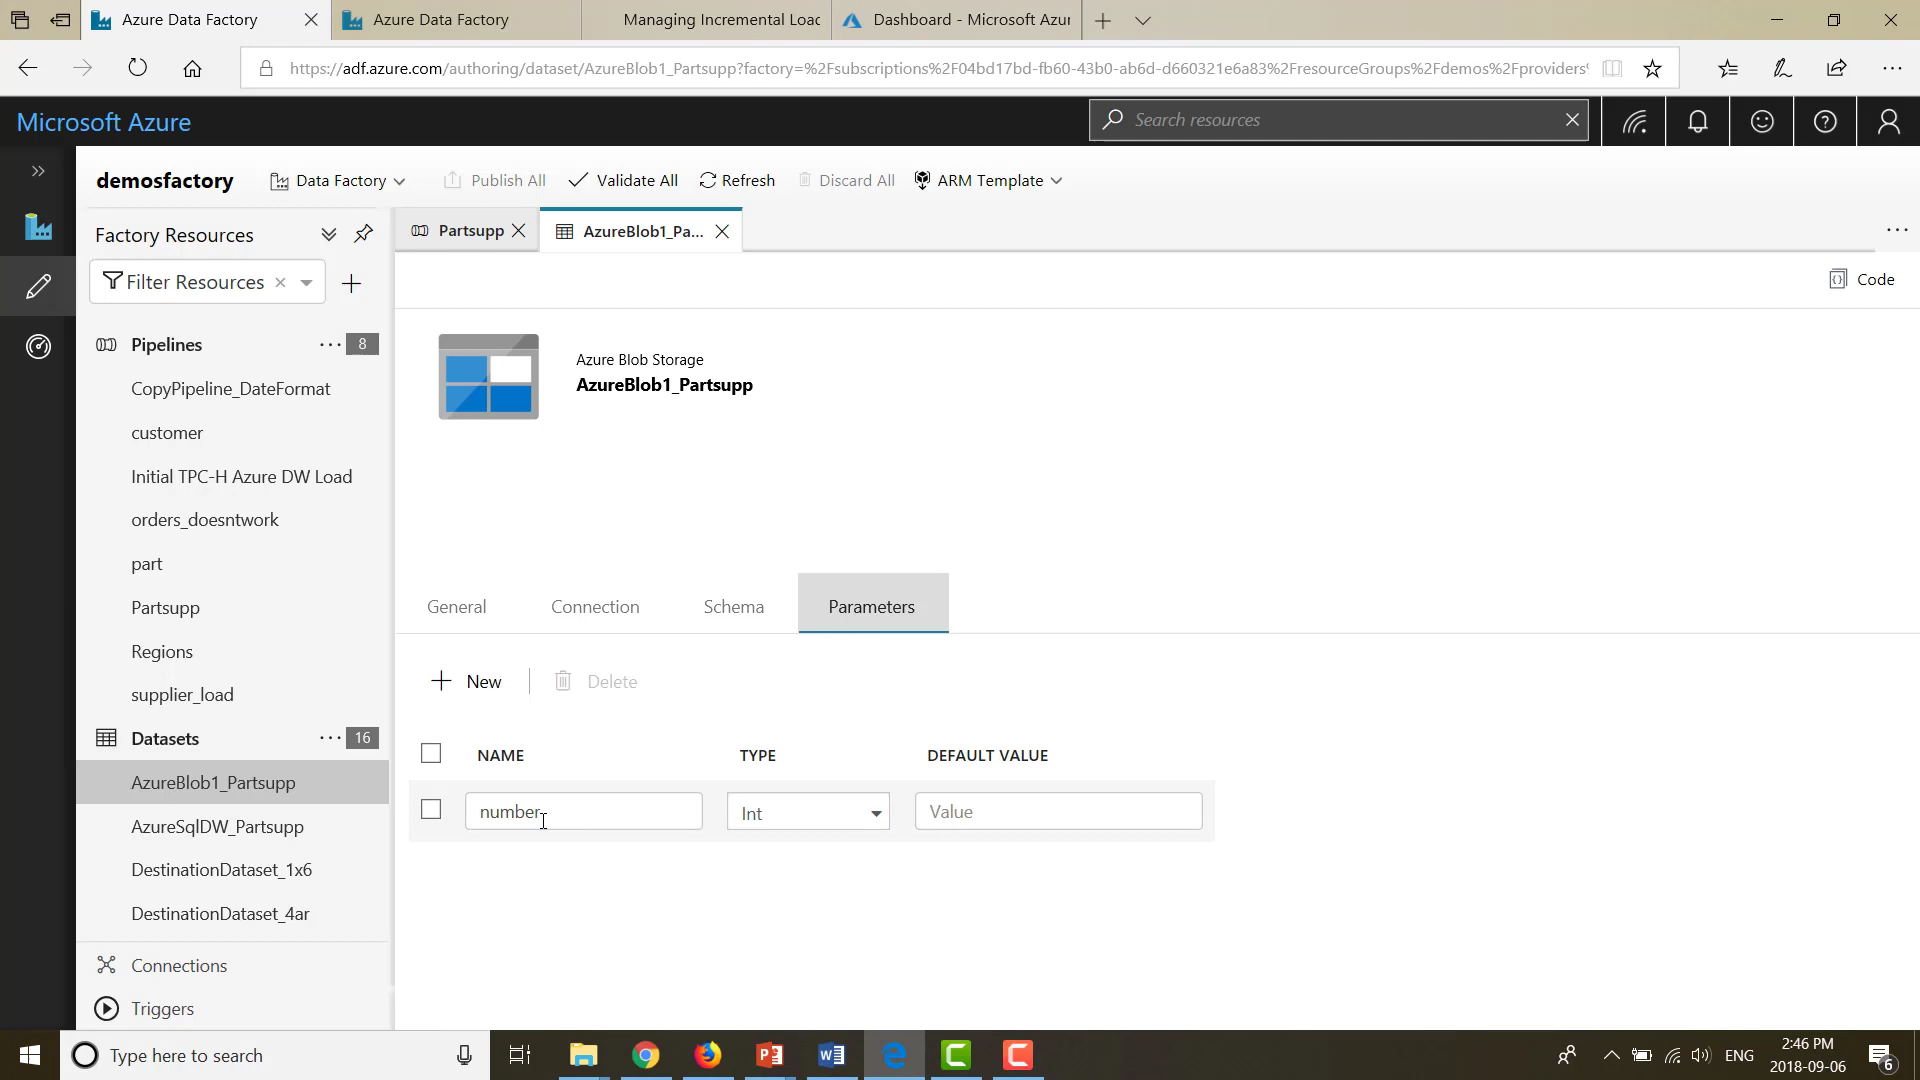 Azure Data Factory
Azure Data Factory
Managing Incremental Loac
Dashboard - Microsoft Azur
https://adf.azure.com/authoring/dataset/AzureBlob1_Partsupp?factory=%2Fsubscriptions%2F04bd17bd-fb60-43b0-ab6d-d660321e6a83%2FresourceGroups%2Fdemos%2Fproviders%
Microsoft Azure
Search resources
demosfactory
Data Factory
Publish All
Validate All
Refresh
Discard All
ARM Template
Factory Resources
Partsupp
AzureBlob1_Pa...
Filter Resources
Code
Pipelines
8
CopyPipeline_DateFormat
customer
Initial TPC-H Azure DW Load
orders_doesntwork
part
Partsupp
Regions
supplier_load
Datasets
16
AzureBlob1_Partsupp
AzureSqlDW_Partsupp
DestinationDataset_1x6
DestinationDataset_4ar
Connections
Triggers
Azure Blob Storage
AzureBlob1_Partsupp
General
Connection
Schema
Parameters
New
Delete
NAME
TYPE
DEFAULT VALUE
number
Int
Value
Type here to search
ENG
2:46 PM
2018-09-06
6